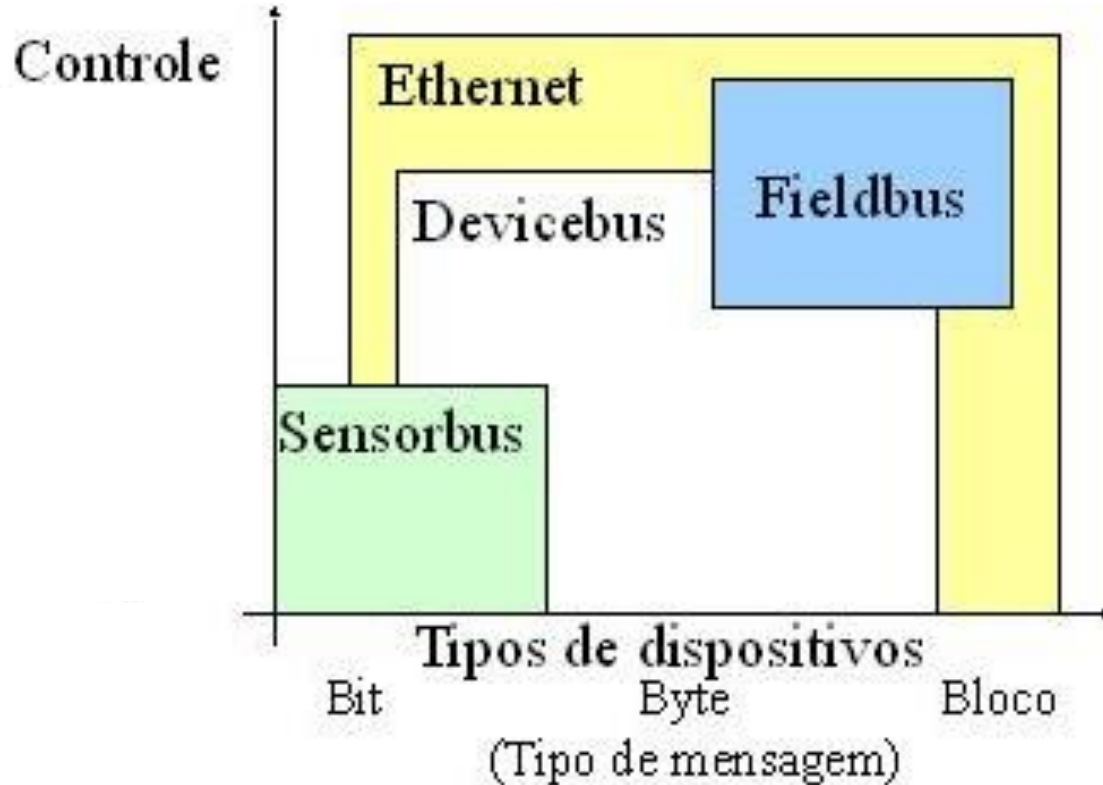 Controle
Ethernet
Fieldbus
Devicebus
Sensorbus
Tipos de dispositivos
Bit Byte Bloco
(Tipo de mensagem)